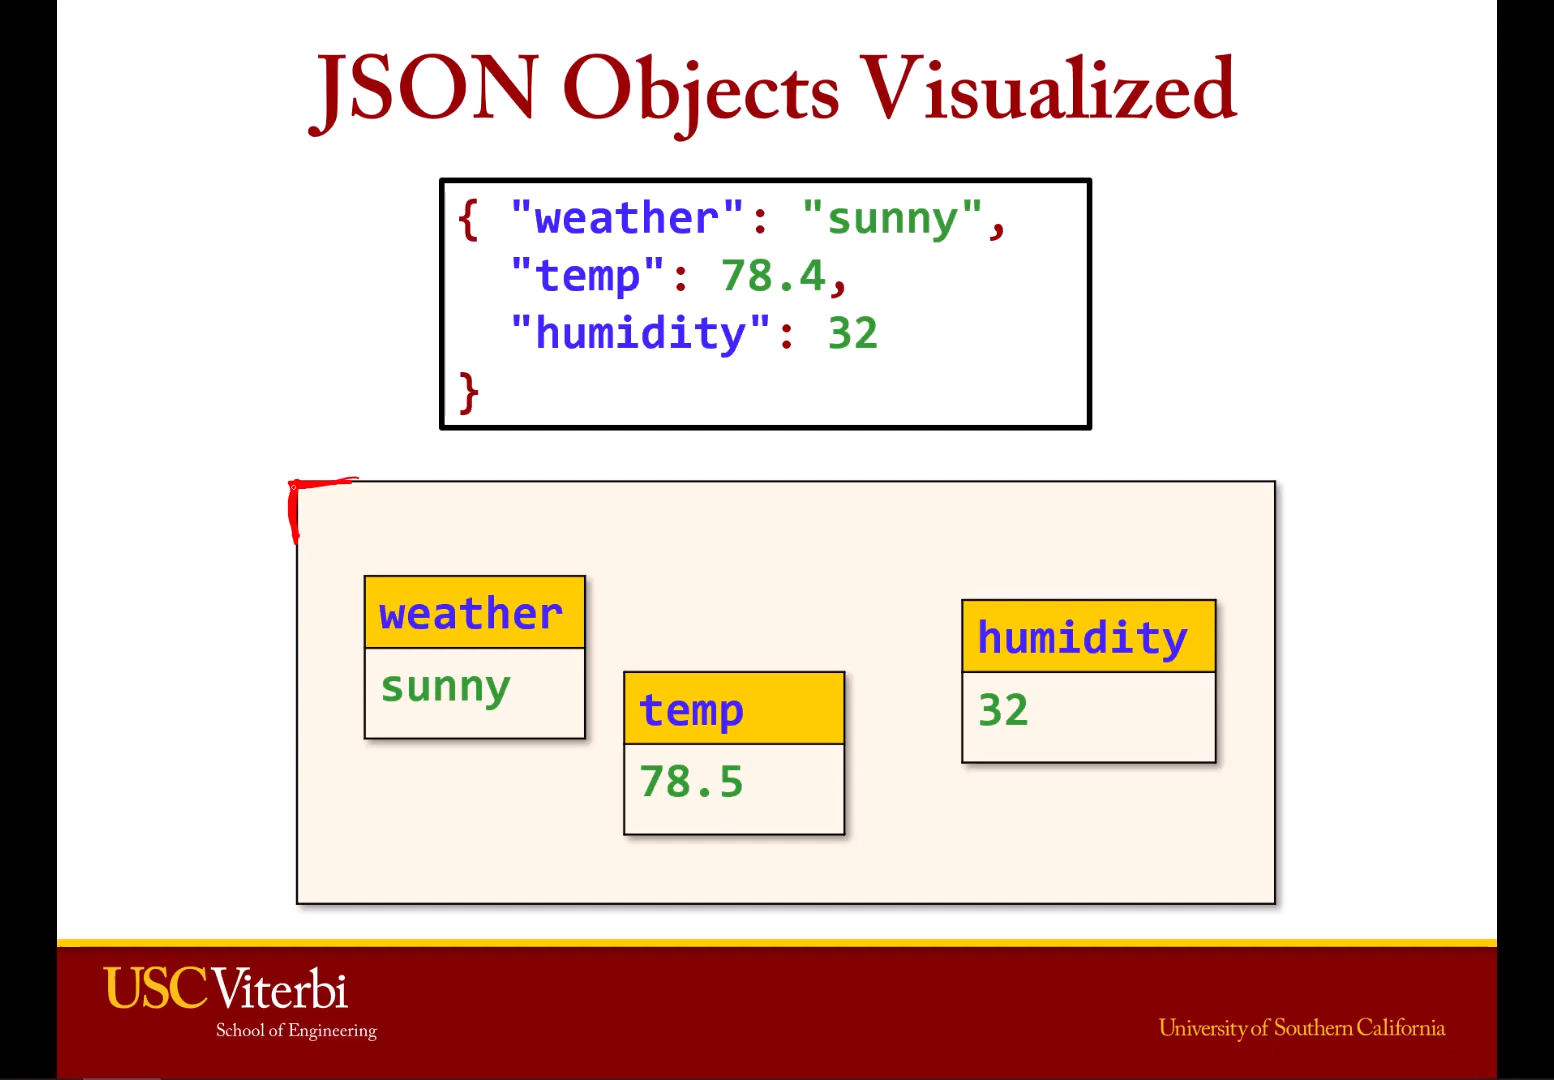 JSON Objects Visualized
{ "weather": "sunny",
"temp": 78.4,
"humidity": 32
}
weather
sunny
temp
78.5
humidity
32
USC Viterbi
School of Engineering
University of Southern California